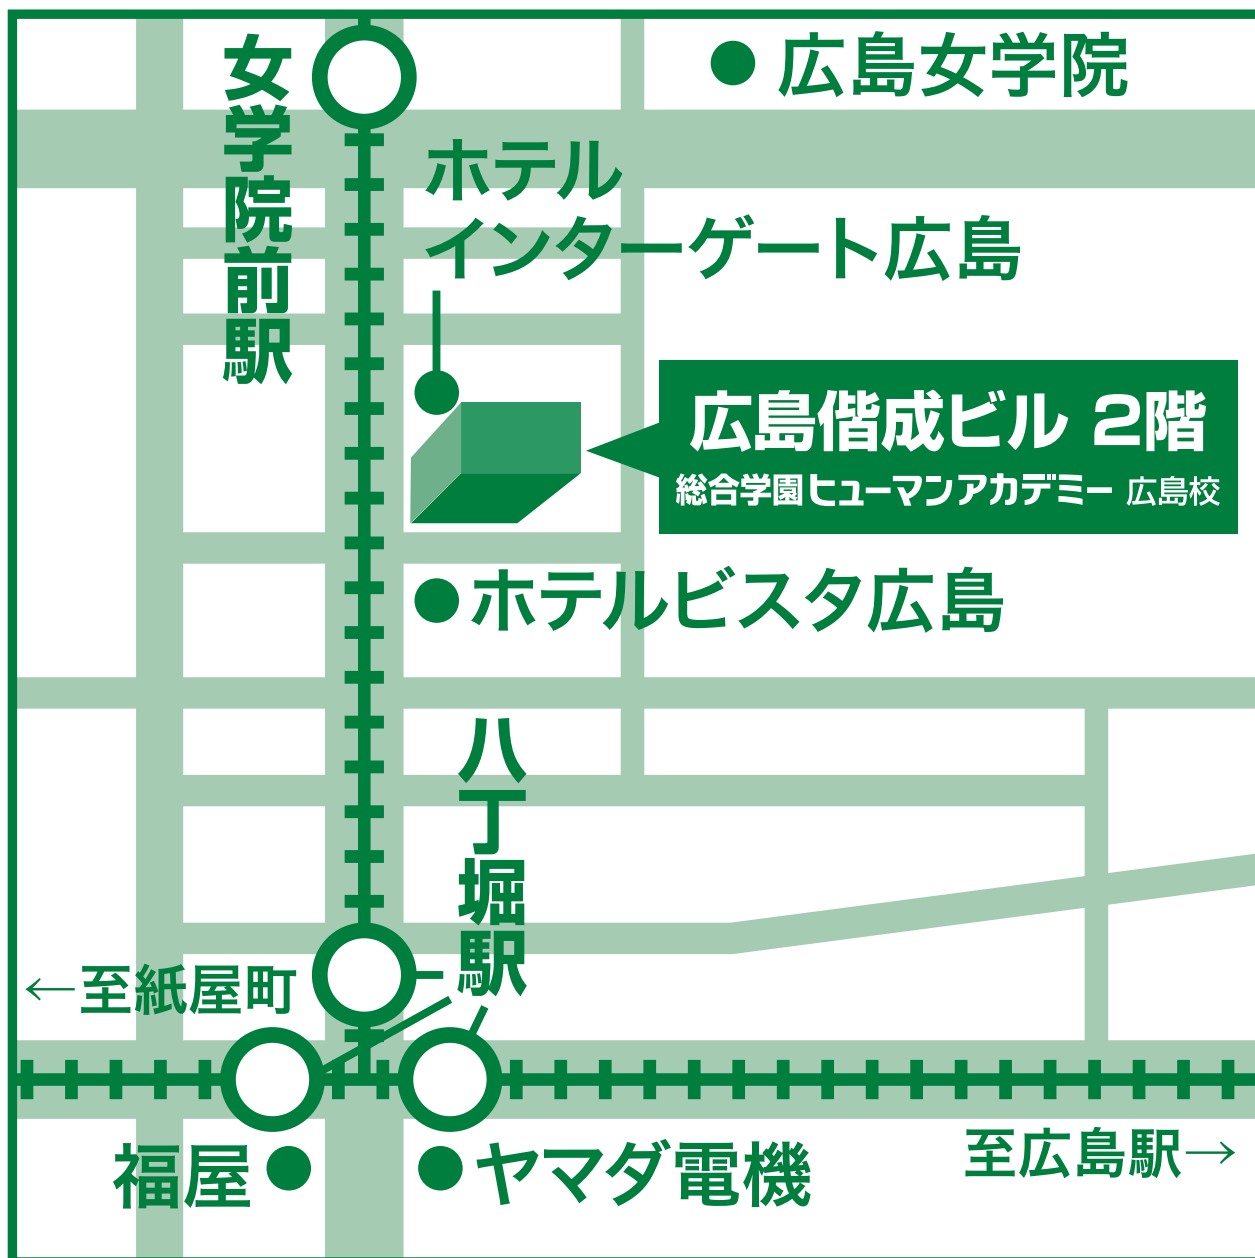 女学院前駅
広島女学院
ホテル
インターゲート広島
広島偕成ビル 2階
総合学園ヒューマンアカデミー 広島校
ホテルビスタ広島
八丁堀駅
←至紙屋町
福屋
ヤマダ電機
至広島駅→